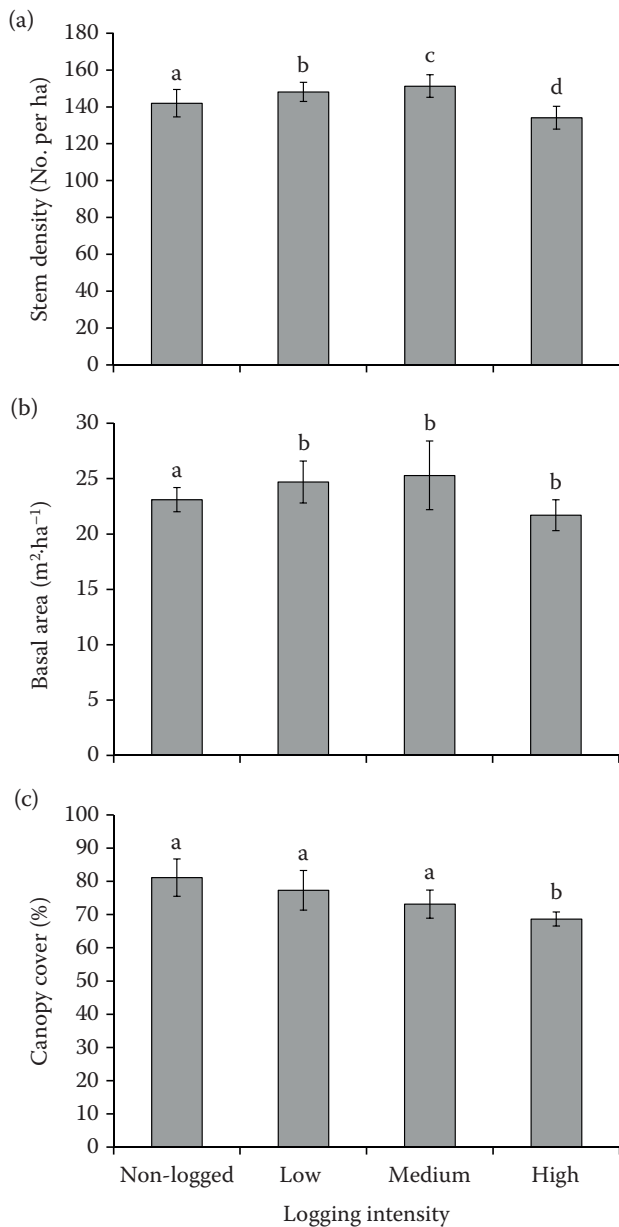 (a)
Stem density (No. per ha)
180
160
140
120
100
80
60
40
20
0
a
b
c
d
(b)
Basal area (m²·ha⁻¹)
30
25
20
15
10
5
0
a
b
b
b
(c)
Canopy cover (%)
100
90
80
70
60
50
40
30
20
10
0
a
a
a
b
Non-logged Low Medium High
Logging intensity